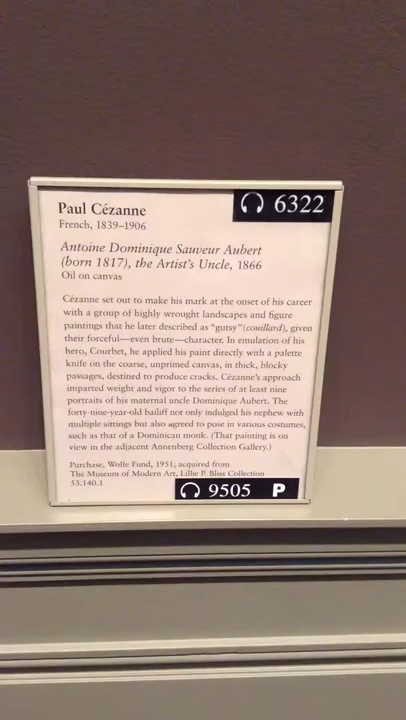 6322
Paul Cézanne
French, 1839–1906
Antoine Dominique Sauveur Aubert
(born 1817), the Artist's Uncle, 1866
Oil on canvas
Cézanne set out to make his mark at the onset of his career
with a group of highly wrought landscapes and figure
paintings that he later described as "gutsy" (couillard), given
their forceful—even brute—character. In emulation of his
hero, Courbet, he applied his paint directly with a palette
knife on the coarse, unprimed canvas, in thick, blocky
passages, destined to produce cracks. Cézanne's approach
imparted weight and vigor to the series of at least nine
portraits of his maternal uncle Dominique Aubert. The
forty-nine-year-old bailiff not only indulged his nephew with
multiple sittings but also agreed to pose in various costumes,
such as that of a Dominican monk. (That painting is on
view in the adjacent Annenberg Collection Gallery.)
Purchase, Wolfe Fund, 1951; acquired from
The Museum of Modern Art, Lillie P. Bliss Collection
53.140.1
9505 P